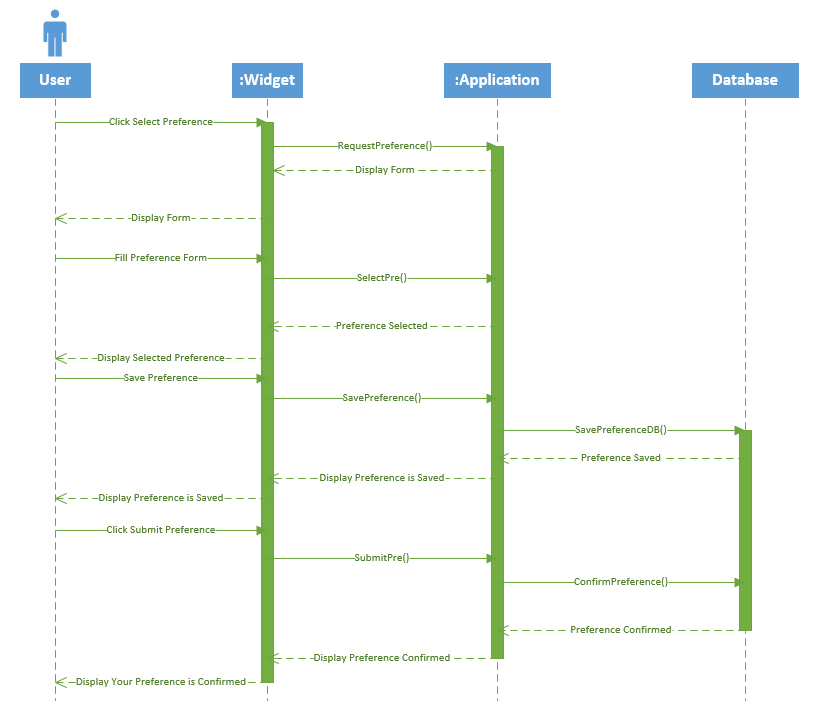 User
:Widget
:Application
Database
Click Select Preference
RequestPreference()
Display Form
Display Form
Fill Preference Form
SelectPre()
Preference Selected
Display Selected Preference
Save Preference
SavePreference()
SavePreferenceDB()
Preference Saved
Display Preference is Saved
Display Preference is Saved
Click Submit Preference
SubmitPre()
ConfirmPreference()
Preference Confirmed
Display Preference Confirmed
Display Your Preference is Confirmed